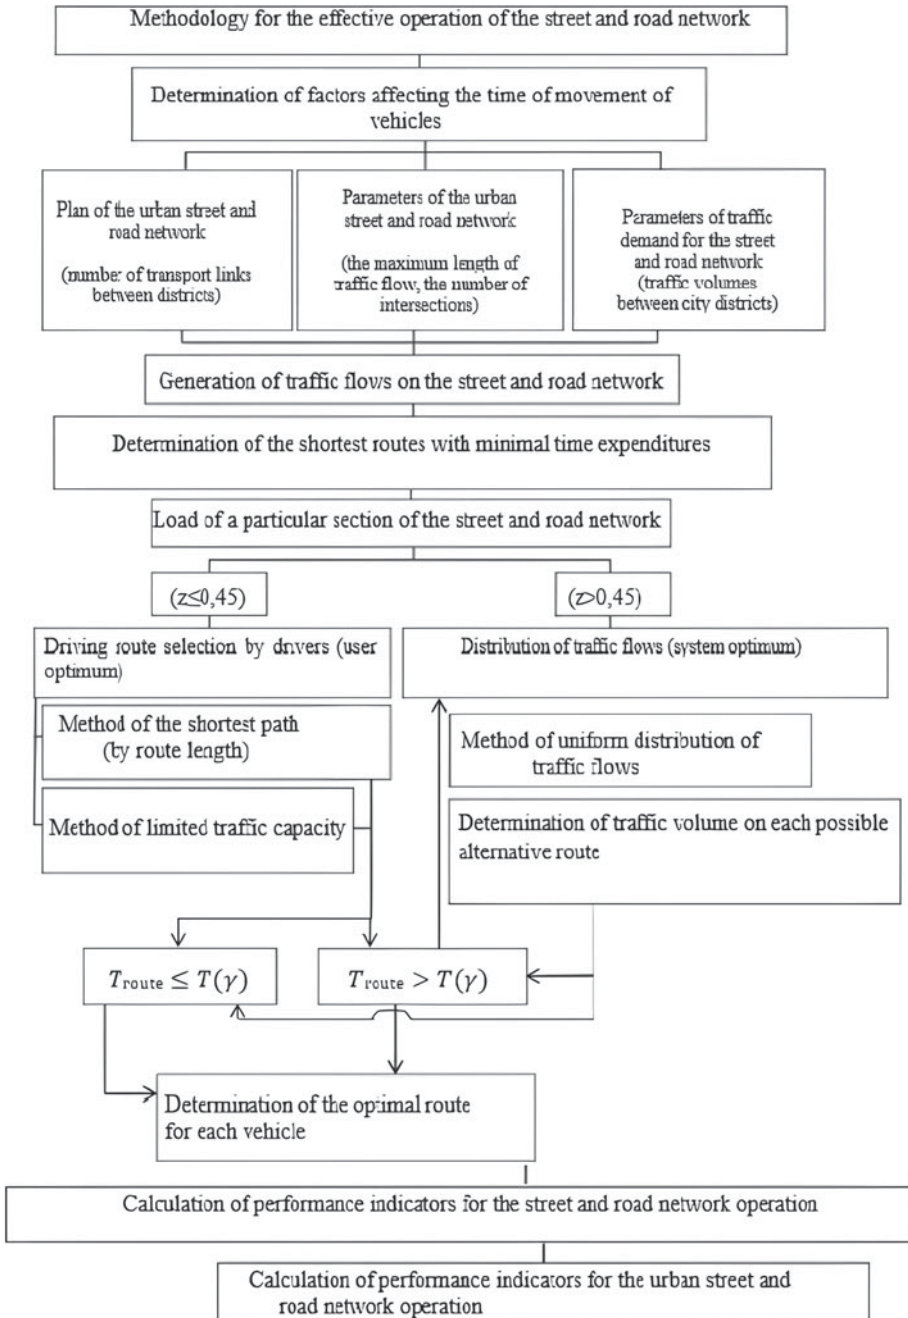 Methodology for the effective operation of the street and road network
Determination of factors affecting the time of movement of
vehicles
Plan of the urban street and
road network
(number of transport links
between districts)
Parameters of the urban
street and road network
(the maximum length of
traffic flow, the number of
intersections)
Parameters of traffic
demand for the street
and road network
(traffic volumes
between city districts)
Generation of traffic flows on the street and road network
Determination of the shortest routes with minimal time expenditures
Load of a particular section of the street and road network
(z≤0,45)
(z>0,45)
Driving route selection by drivers (user
optimum)
Distribution of traffic flows (system optimum)
Method of the shortest path
(by route length)
Method of uniform distribution of
traffic flows
Method of limited traffic capacity
Determination of traffic volume on each possible
alternative route
T_route ≤ T(γ)
T_route > T(γ)
Determination of the optimal route
for each vehicle
Calculation of performance indicators for the street and road network operation
Calculation of performance indicators for the urban street and
road network operation